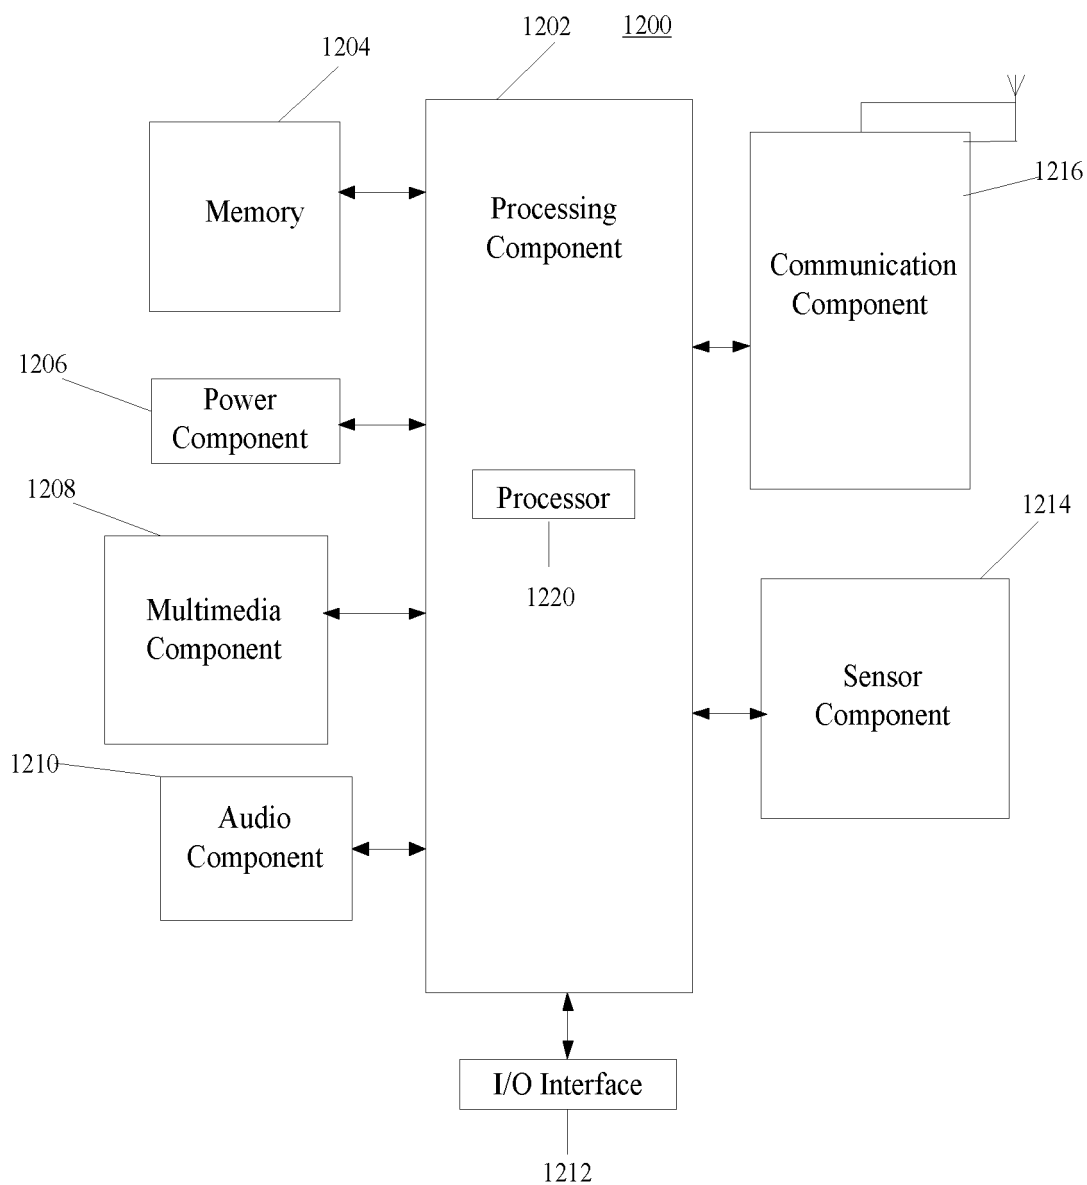 1202
1200
1204
Memory
Processing
Component
1216
Communication
Component
1206
Power
Component
1208
Processor
1220
1214
Multimedia
Component
Sensor
Component
1210
Audio
Component
I/O Interface
1212